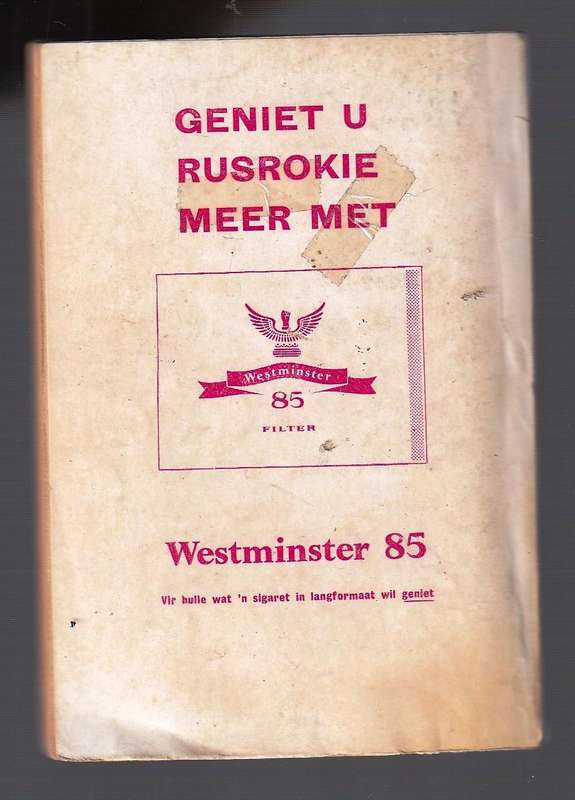 GENIET U
RUSROKIE
MEER MET
Westminster
85
FILTER
Westminster 85
Vir hulle wat 'n sigaret in langformaat wil geniet